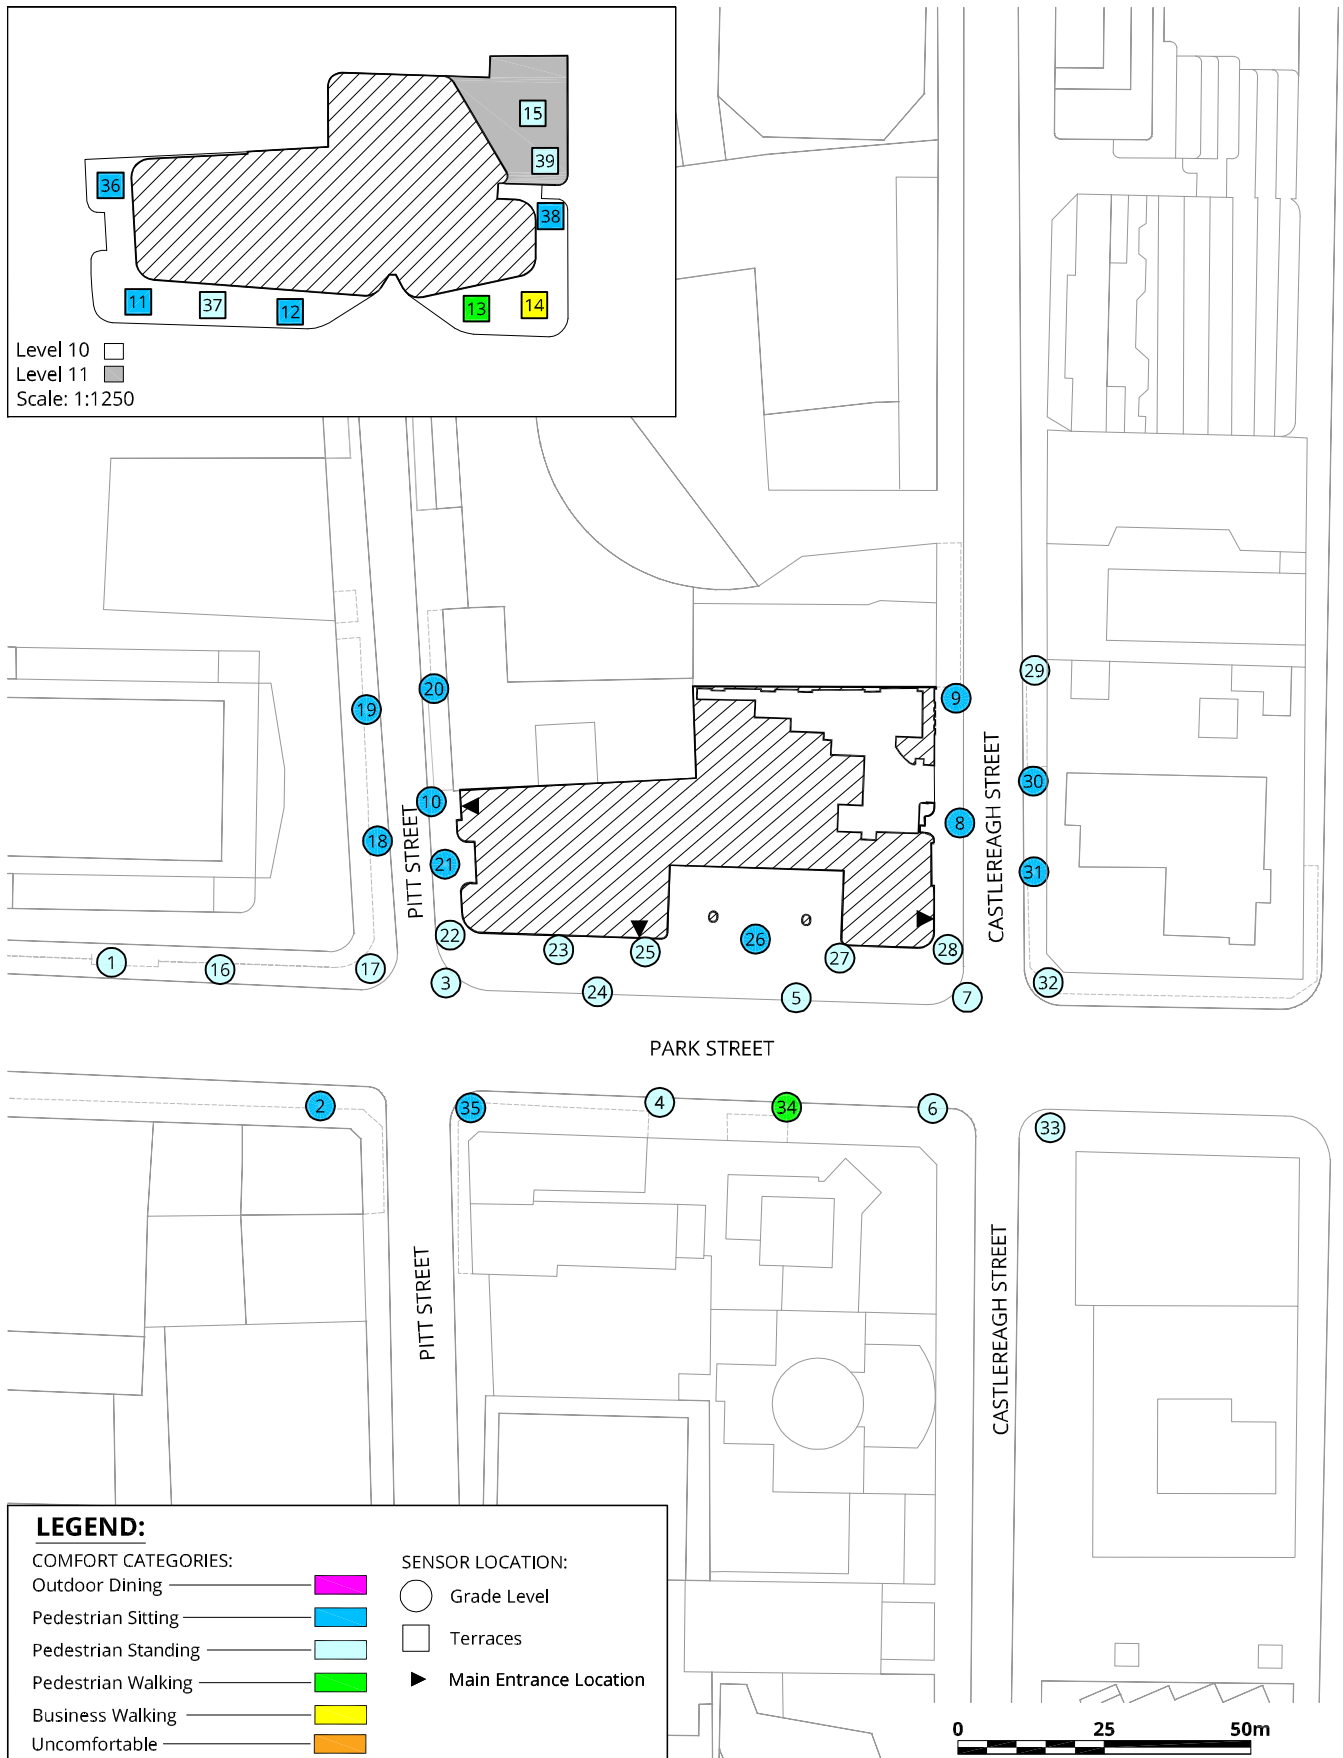 15
39
36
38
11
37
12
13
14
Level 10
Level 11
Scale: 1:1250
29
20
9
19
30
10
8
18
21
31
PITT STREET
CASTLEREAGH STREET
22
23
25
26
27
28
1
16
17
3
24
5
7
32
PARK STREET
2
35
4
34
6
33
PITT STREET
CASTLEREAGH STREET
LEGEND:
COMFORT CATEGORIES:
Outdoor Dining
Pedestrian Sitting
Pedestrian Standing
Pedestrian Walking
Business Walking
Uncomfortable
SENSOR LOCATION:
Grade Level
Terraces
Main Entrance Location
0 25 50m